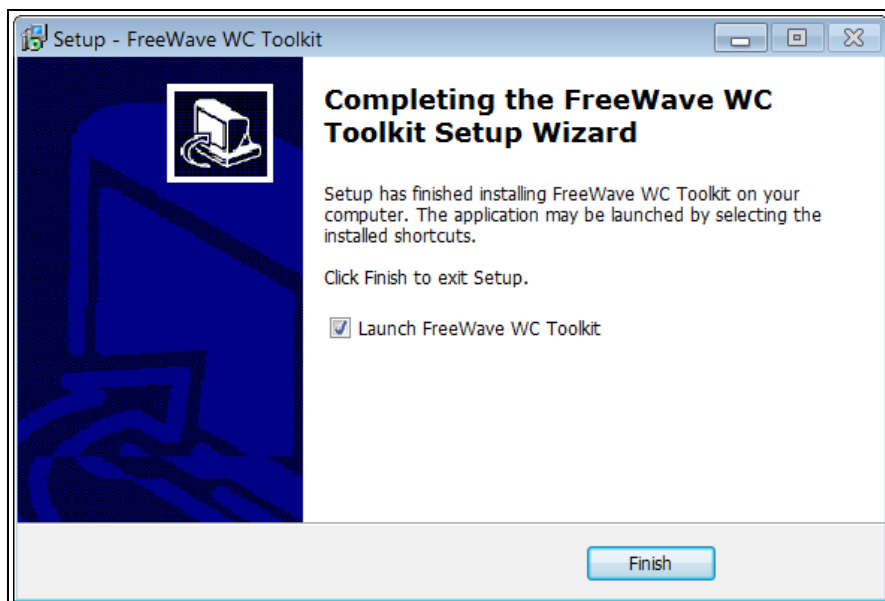 Setup - FreeWave WC Toolkit
Completing the FreeWave WC
Toolkit Setup Wizard
Setup has finished installing FreeWave WC Toolkit on your
computer. The application may be launched by selecting the
installed shortcuts.
Click Finish to exit Setup.
Launch FreeWave WC Toolkit
Finish